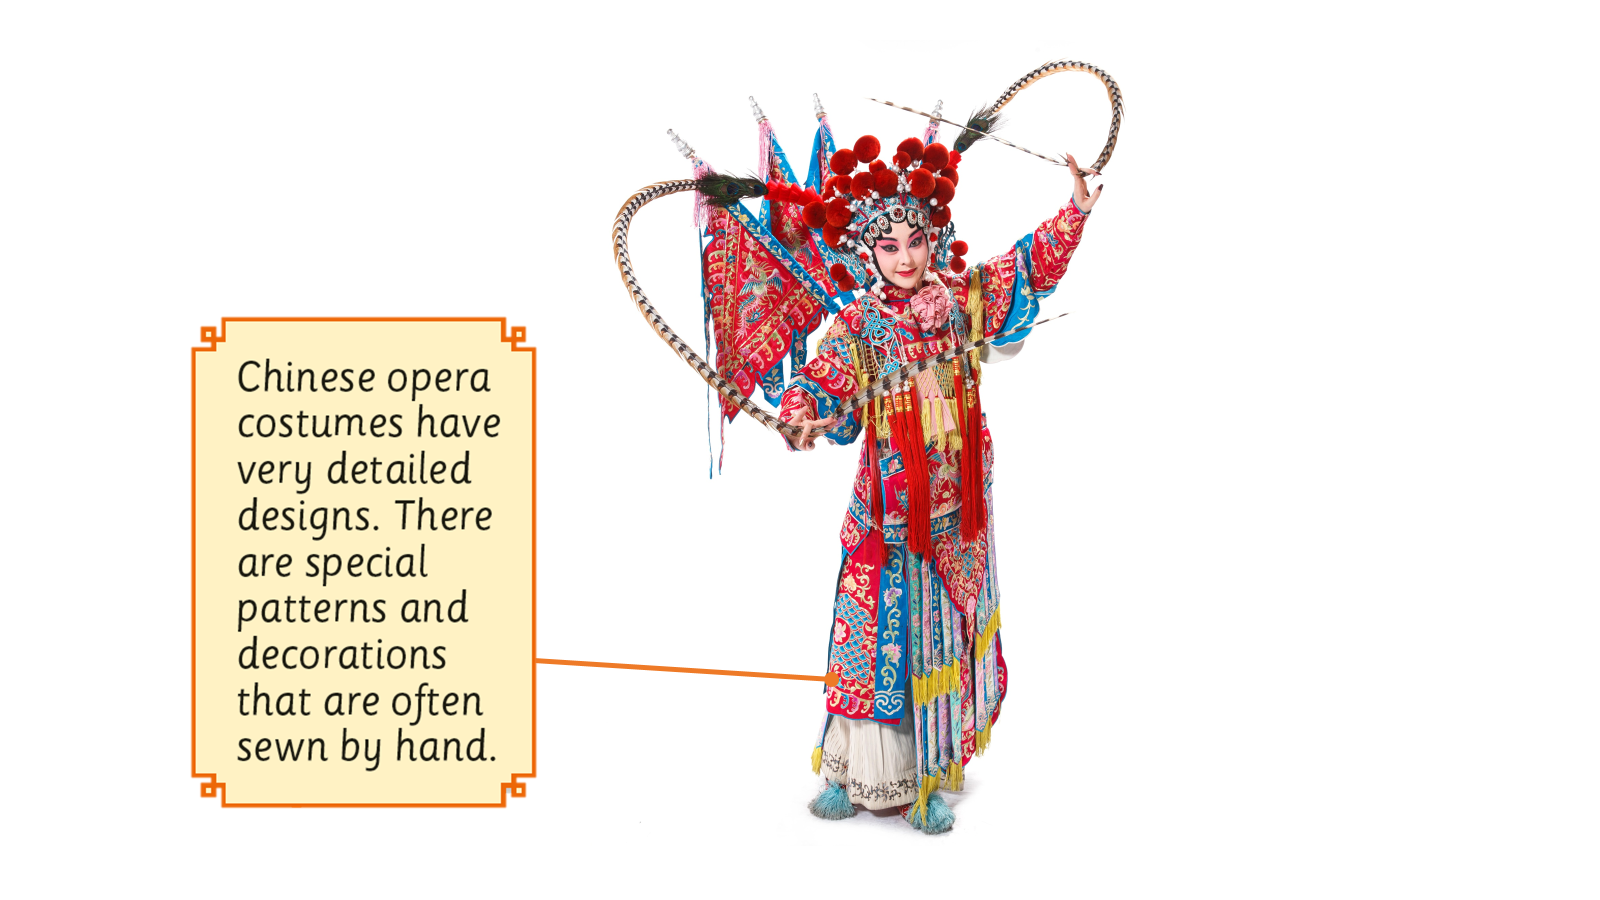 Chinese opera
costumes have
very detailed
designs. There
are special
patterns and
decorations
that are often
sewn by hand.